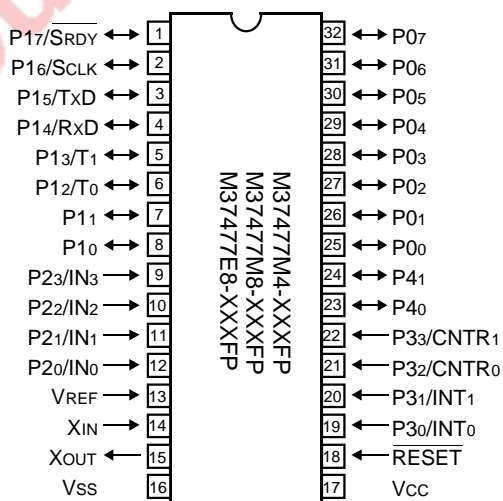 P17/SRDY 1
P16/SCLK 2
P15/TXD 3
P14/RXD 4
P13/T1 5
P12/T0 6
P11 7
P10 8
P23/IN3 9
P22/IN2 10
P21/IN1 11
P20/IN0 12
VREF 13
XIN 14
XOUT 15
VSS 16
M37477M4-XXXFP
M37477M8-XXXFP
M37477E8-XXXFP
32 P07
31 P06
30 P05
29 P04
28 P03
27 P02
26 P01
25 P00
24 P41
23 P40
22 P33/CNTR1
21 P32/CNTR0
20 P31/INT1
19 P30/INT0
18 RESET
17 VCC